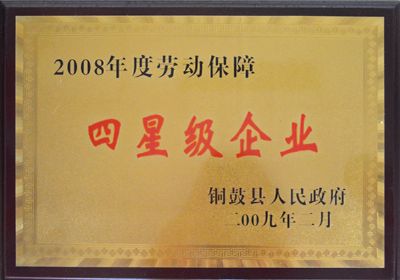 2008年度劳动保障
四星级企业
铜鼓县人民政府
二00九年二月